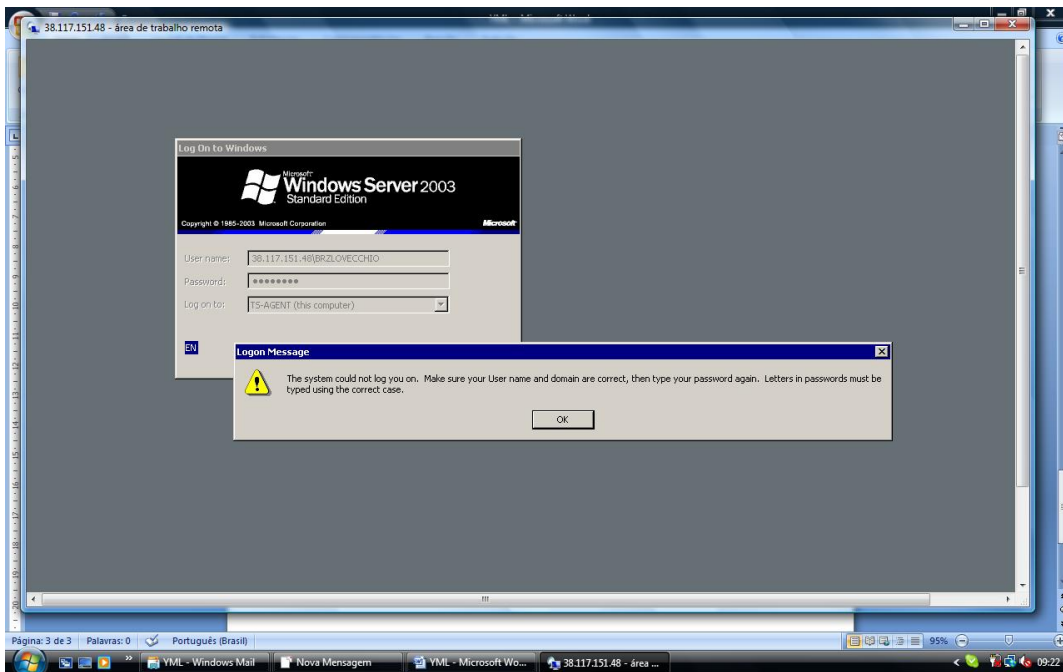 38.117.151.48 - área de trabalho remota
Log On to Windows
Microsoft
Windows Server 2003
Standard Edition
Copyright © 1985-2003 Microsoft Corporation
Microsoft
User name:
38.117.151.48\BRZLOVECCHIO
Password:
Log on to:
TS-AGENT (this computer)
EN
Logon Message
The system could not log you on. Make sure your User name and domain are correct, then type your password again. Letters in passwords must be
typed using the correct case.
OK
Página: 3 de 3
Palavras: 0
Português (Brasil)
95%
YML - Windows Mail
Nova Mensagem
YML - Microsoft Wo...
38.117.151.48 - área ...
09:22